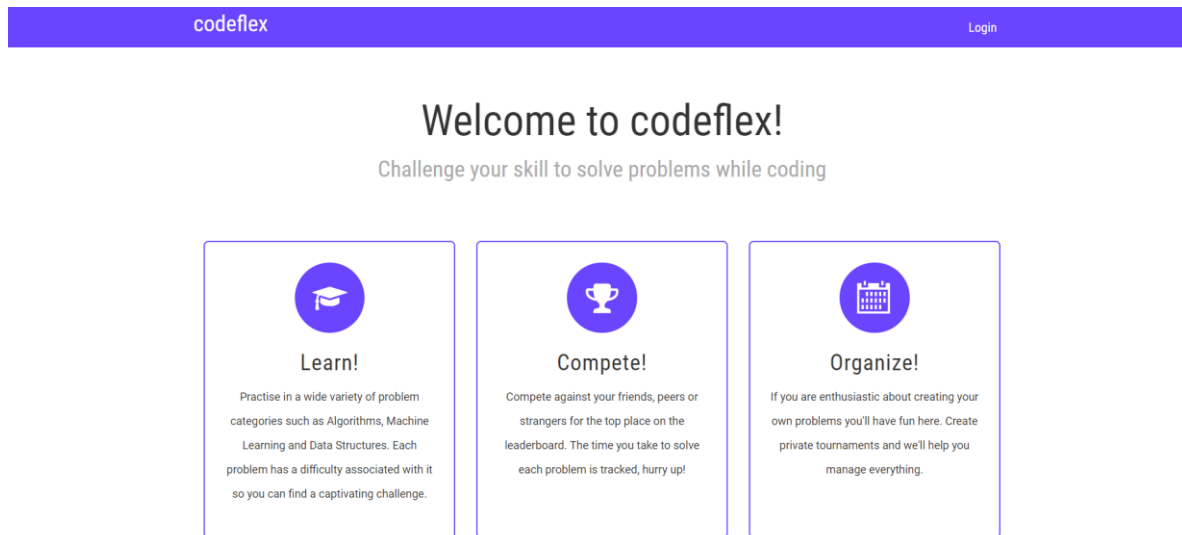 codeflex
Login
Welcome to codeflex!
Challenge your skill to solve problems while coding
Learn!
Practise in a wide variety of problem
categories such as Algorithms, Machine
Learning and Data Structures. Each
problem has a difficulty associated with it
so you can find a captivating challenge.
Compete!
Compete against your friends, peers or
strangers for the top place on the
leaderboard. The time you take to solve
each problem is tracked, hurry up!
Organize!
If you are enthusiastic about creating your
own problems you'll have fun here. Create
private tournaments and we'll help you
manage everything.